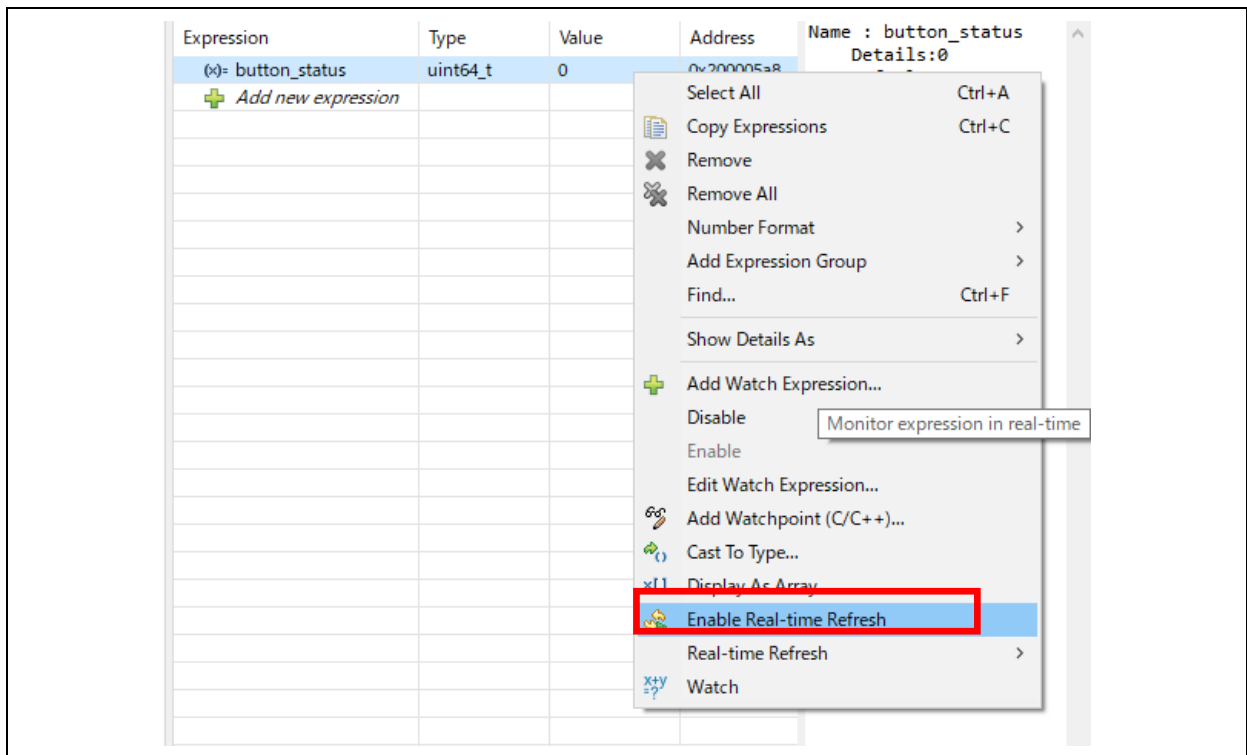 Expression Type Value Address
(x)= button_status uint64_t 0 0x200005a8
Add new expression
Name : button_status
Details:0
Select All Ctrl+A
Copy Expressions Ctrl+C
Remove
Remove All
Number Format >
Add Expression Group >
Find... Ctrl+F
Show Details As >
Add Watch Expression...
Disable
Monitor expression in real-time
Enable
Edit Watch Expression...
Add Watchpoint (C/C++)...
Cast To Type...
Display As Array
Enable Real-time Refresh
Real-time Refresh >
Watch